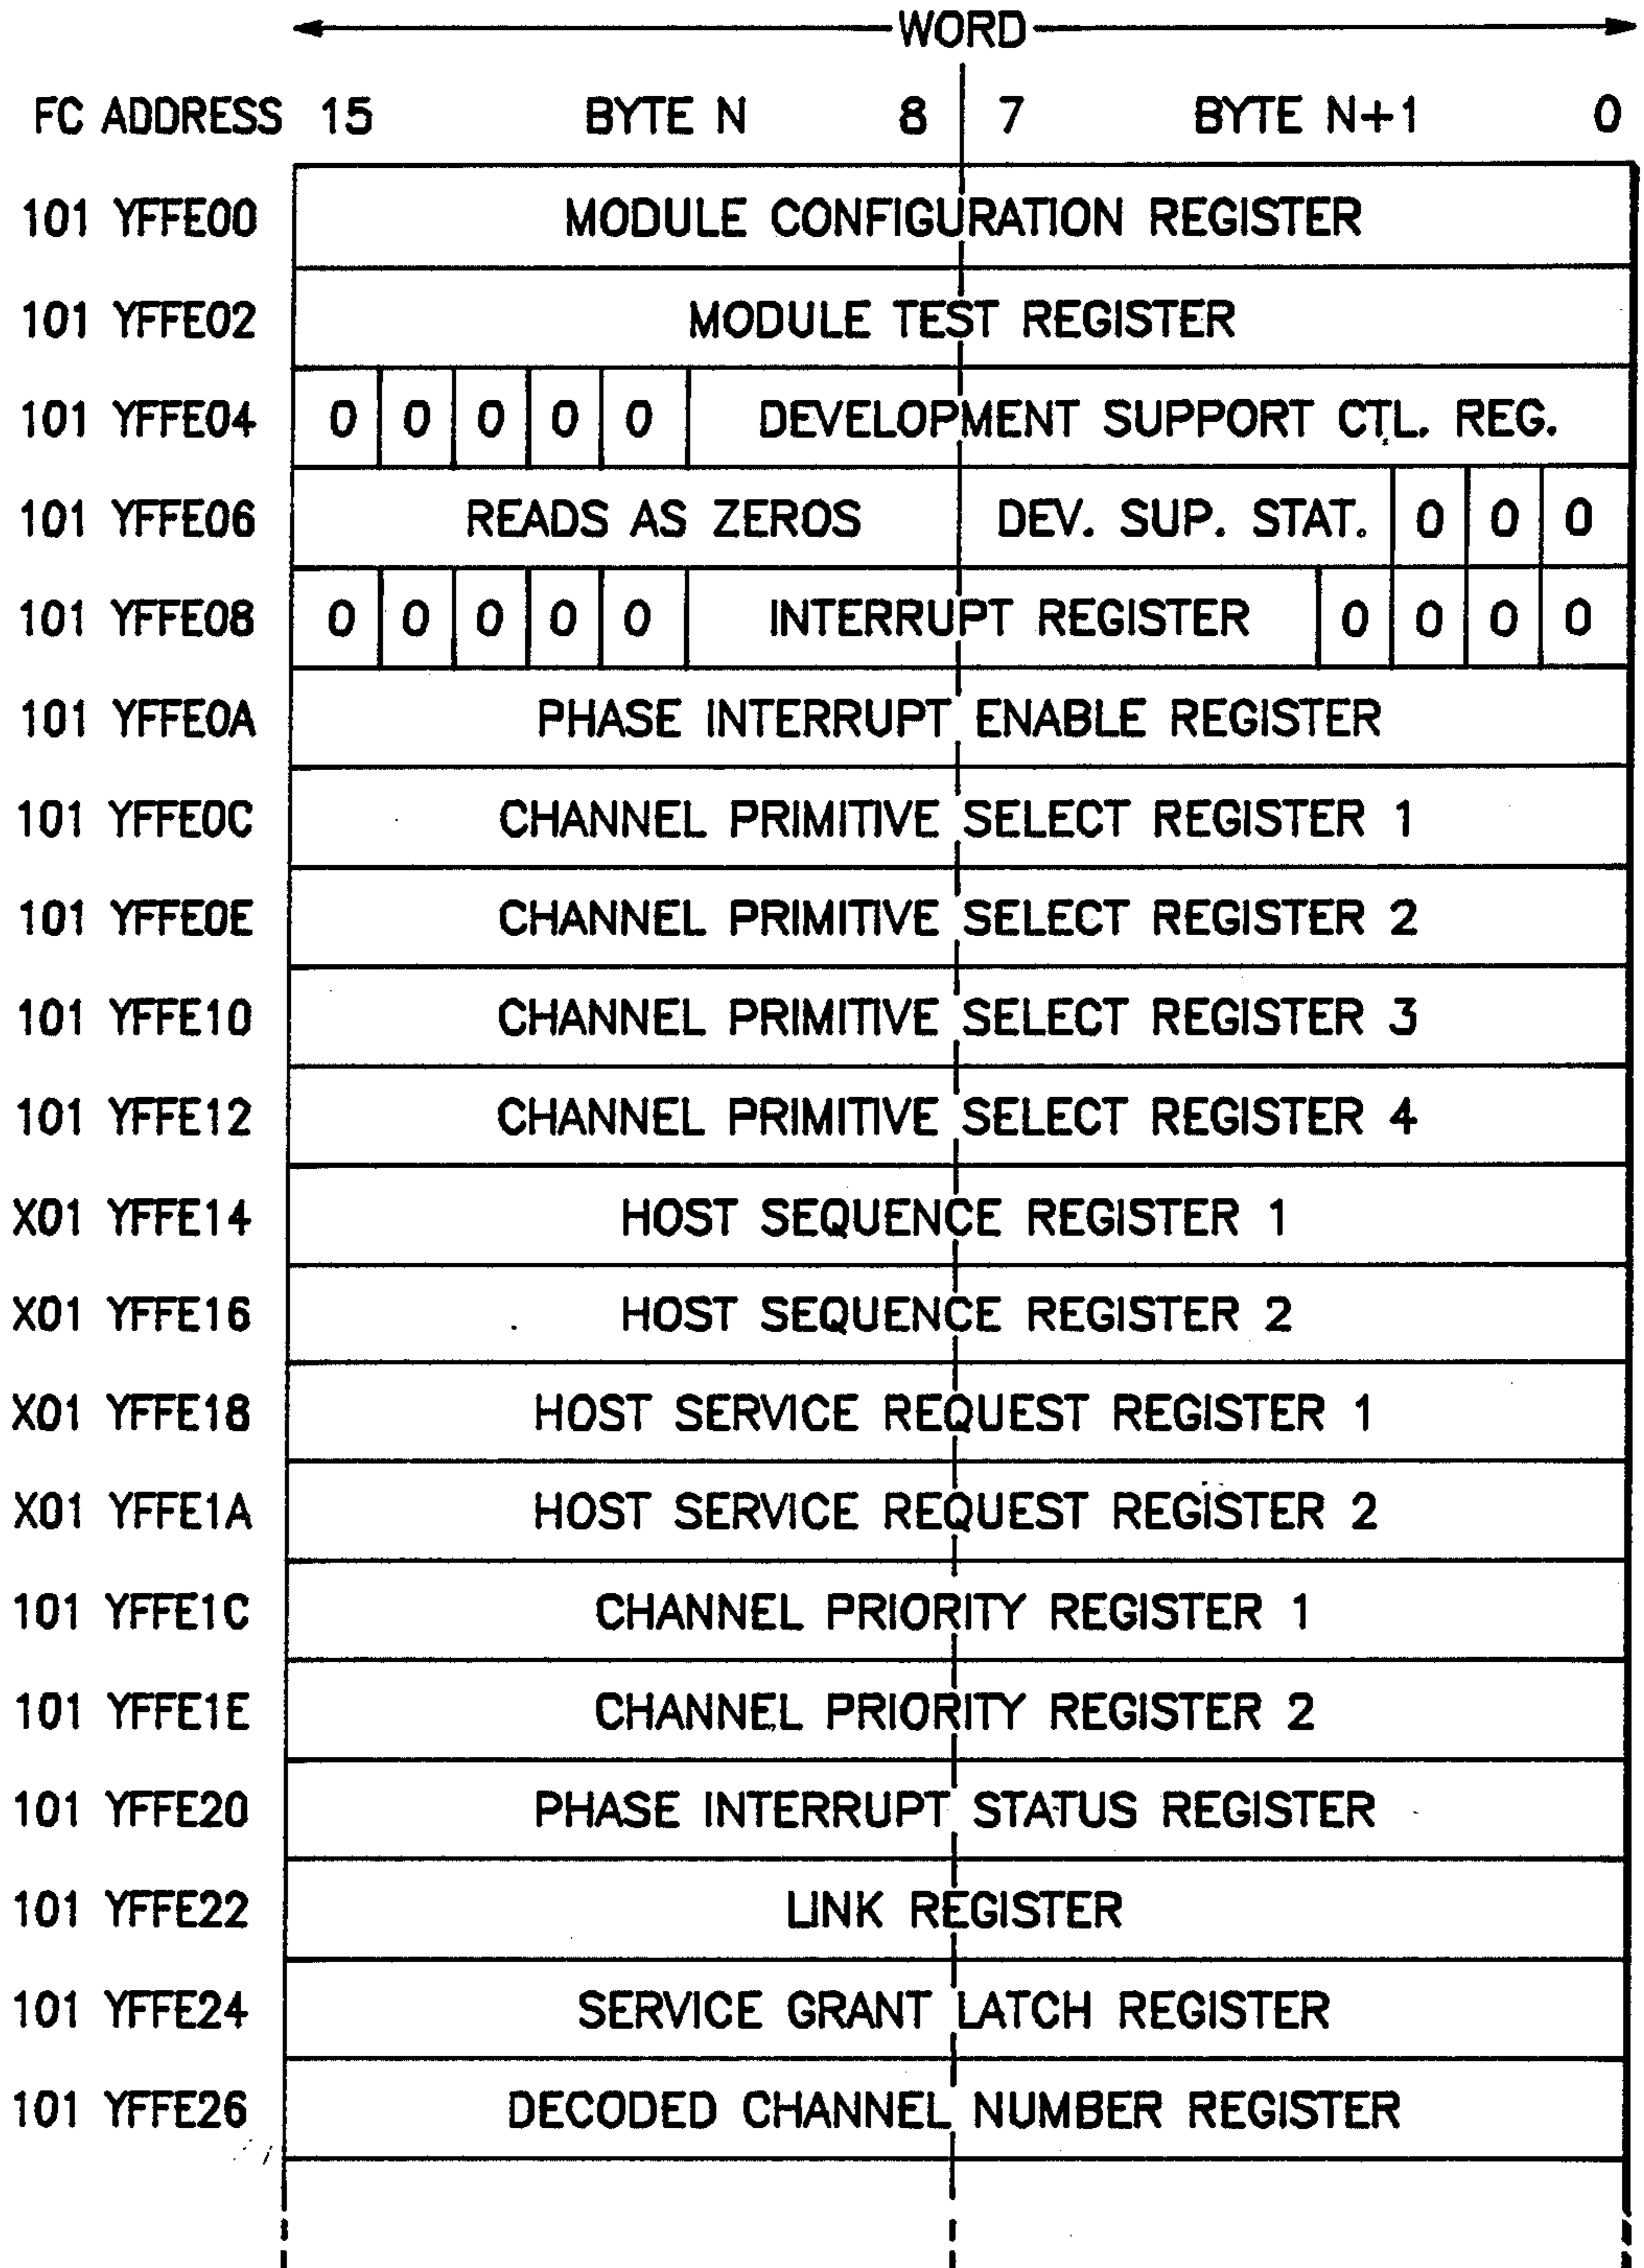 WORD
FC ADDRESS 15 BYTE N 8 7 BYTE N+1 0
101 YFFE00 MODULE CONFIGURATION REGISTER
101 YFFE02 MODULE TEST REGISTER
101 YFFE04 0 0 0 0 0 DEVELOPMENT SUPPORT CTL. REG.
101 YFFE06 READS AS ZEROS DEV. SUP. STAT. 0 0 0
101 YFFE08 0 0 0 0 0 INTERRUPT REGISTER 0 0 0 0
101 YFFE0A PHASE INTERRUPT ENABLE REGISTER
101 YFFE0C CHANNEL PRIMITIVE SELECT REGISTER 1
101 YFFE0E CHANNEL PRIMITIVE SELECT REGISTER 2
101 YFFE10 CHANNEL PRIMITIVE SELECT REGISTER 3
101 YFFE12 CHANNEL PRIMITIVE SELECT REGISTER 4
X01 YFFE14 HOST SEQUENCE REGISTER 1
X01 YFFE16 HOST SEQUENCE REGISTER 2
X01 YFFE18 HOST SERVICE REQUEST REGISTER 1
X01 YFFE1A HOST SERVICE REQUEST REGISTER 2
101 YFFE1C CHANNEL PRIORITY REGISTER 1
101 YFFE1E CHANNEL PRIORITY REGISTER 2
101 YFFE20 PHASE INTERRUPT STATUS REGISTER
101 YFFE22 LINK REGISTER
101 YFFE24 SERVICE GRANT LATCH REGISTER
101 YFFE26 DECODED CHANNEL NUMBER REGISTER